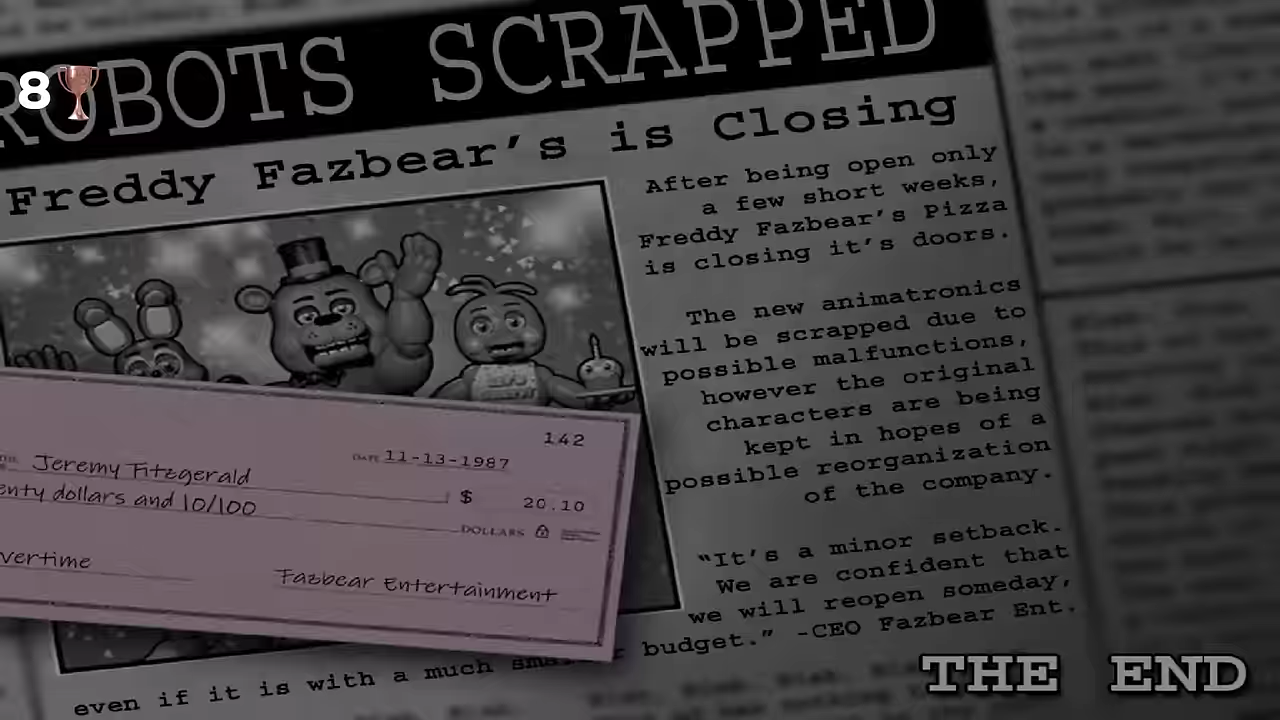 ROBOTS SCRAPPED
8
Freddy Fazbear's is Closing
After being open only
a few short weeks,
Freddy Fazbear's Pizza
is closing it's doors.
The new animatronics
will be scrapped due to
possible malfunctions,
however the original
characters are being
kept in hopes of a
possible reorganization
of the company.
"It's a minor setback.
We are confident that
we will reopen someday,
even if it is with a much smaller budget." -CEO Fazbear Ent.
142
Jeremy Fitzgerald
DATE 11-13-1987
enty dollars and 10/100
$ 20.10
DOLLARS
vertime
Fazbear Entertainment
THE END